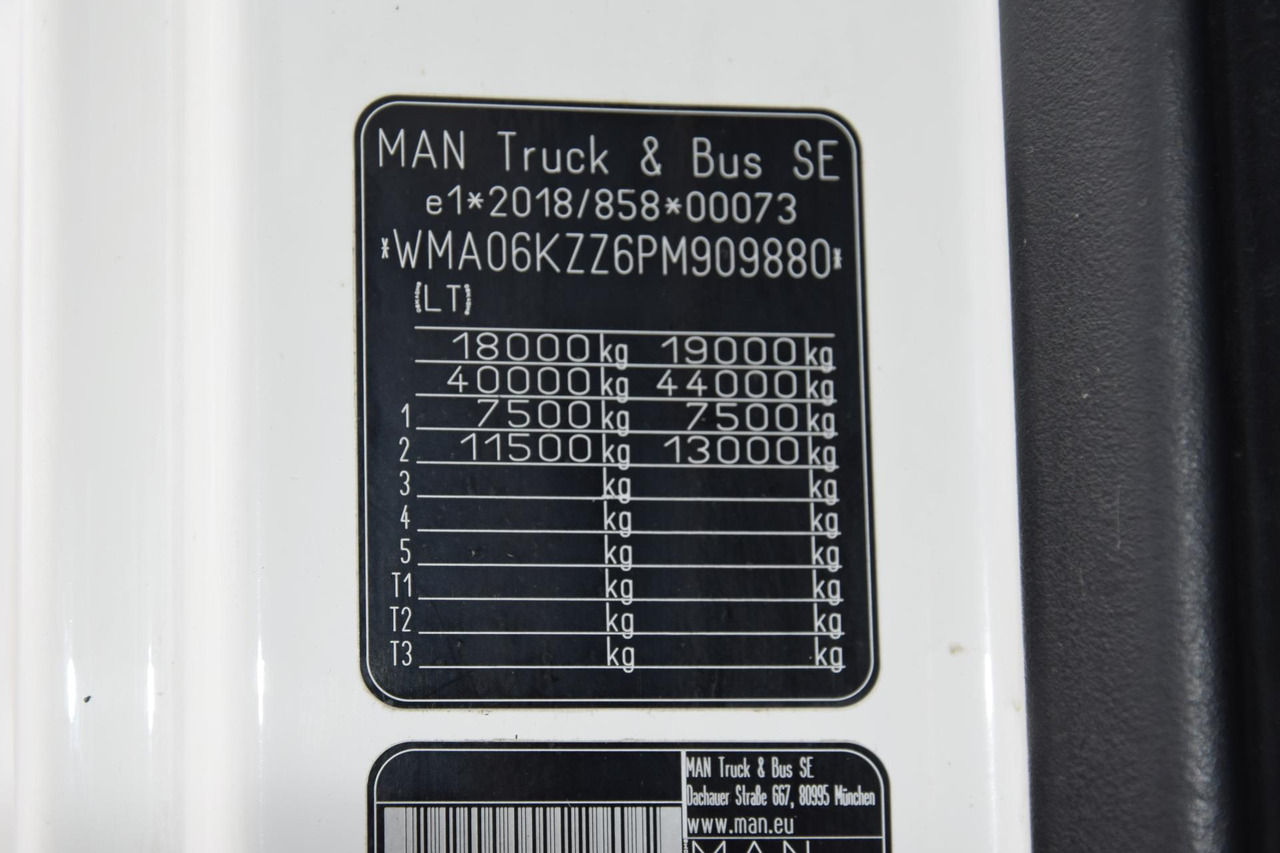 MAN Truck & Bus SE
e1*2018/858*00073
*WMA06KZZ6PM909880*
(LT)
18000 kg 19000 kg
40000 kg 44000 kg
1 7500 kg 7500 kg
2 11500 kg 13000 kg
3 kg kg
4 kg kg
5 kg kg
T1 kg kg
T2 kg kg
T3 kg kg
MAN Truck & Bus SE
Dachauer Straße 667, 80995 München
www.man.eu
MAN